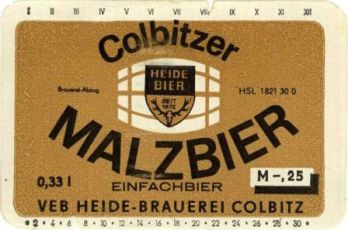 I II III IV V VI VII VIII IX X XI XII
Colbitzer
HEIDE
BIER
SEIT
1872
Brauerei-Abzug
HSL 1821 30 0
MALZBIER
0,33 l
EINFACHBIER
M -,25
VEB HEIDE-BRAUEREI COLBITZ
2 • 4 • 6 • 8 • 10 • 12 • 14 • 16 • 18 • 20 • 22 • 24 • 26 • 28 • 30 •